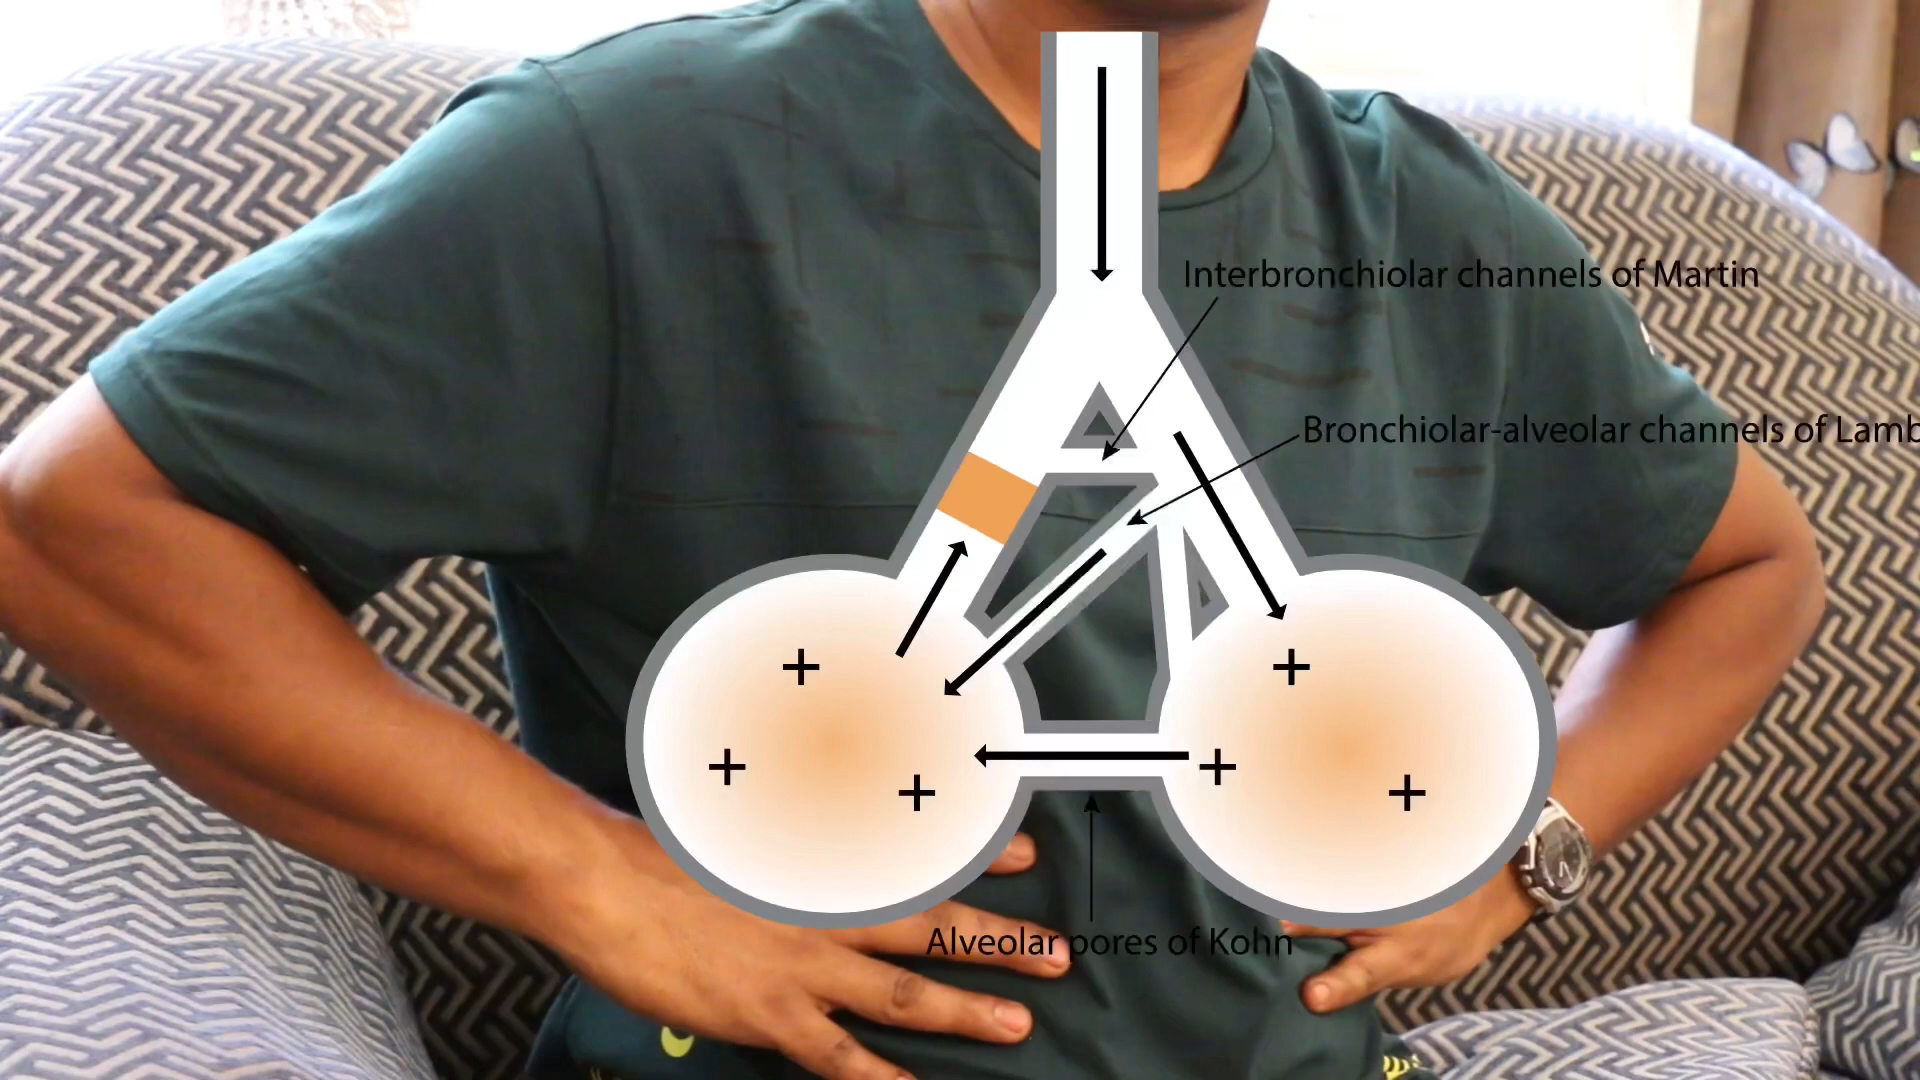 Interbronchiolar channels of Martin
Bronchiolar-alveolar channels of Lamb
+
+
+
+
+
+
Alveolar pores of Kohn